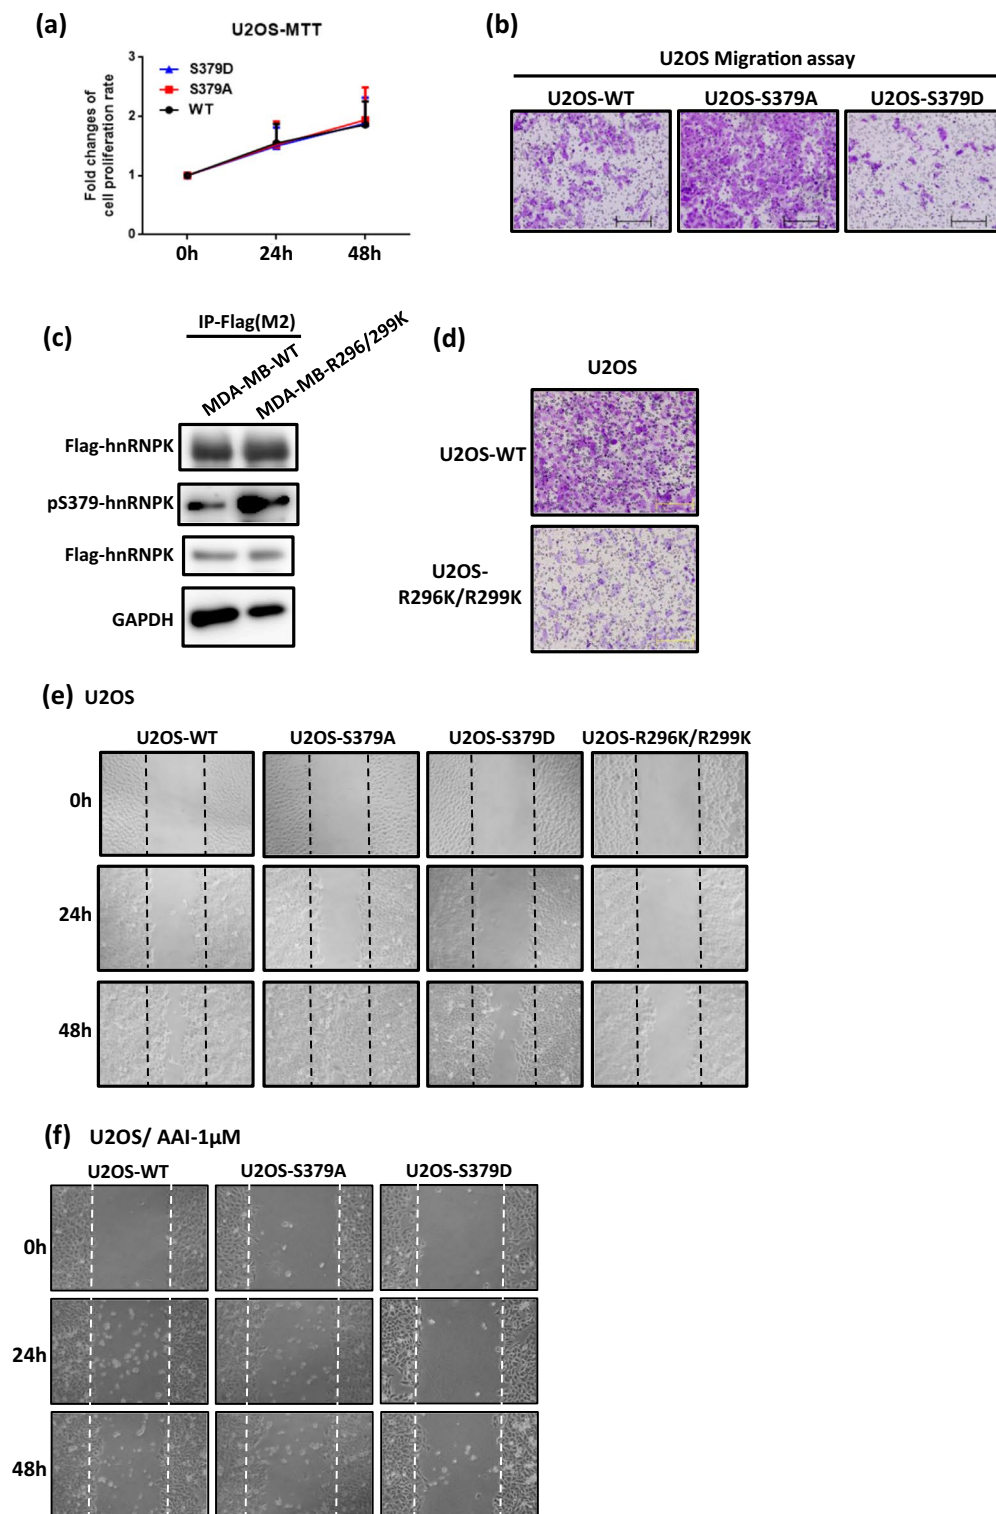 (a)
U2OS-MTT
Fold changes of
cell proliferation rate
3
2
1
0
S379D
S379A
WT
0h 24h 48h
(b)
U2OS Migration assay
U2OS-WT U2OS-S379A U2OS-S379D
(c)
IP-Flag(M2)
MDA-MB-WT
MDA-MB-R296/299K
Flag-hnRNPK
pS379-hnRNPK
Flag-hnRNPK
GAPDH
(d)
U2OS
U2OS-WT
U2OS-
R296K/R299K
(e) U2OS
U2OS-WT U2OS-S379A U2OS-S379D U2OS-R296K/R299K
0h
24h
48h
(f) U2OS/ AAI-1μM
U2OS-WT U2OS-S379A U2OS-S379D
0h
24h
48h